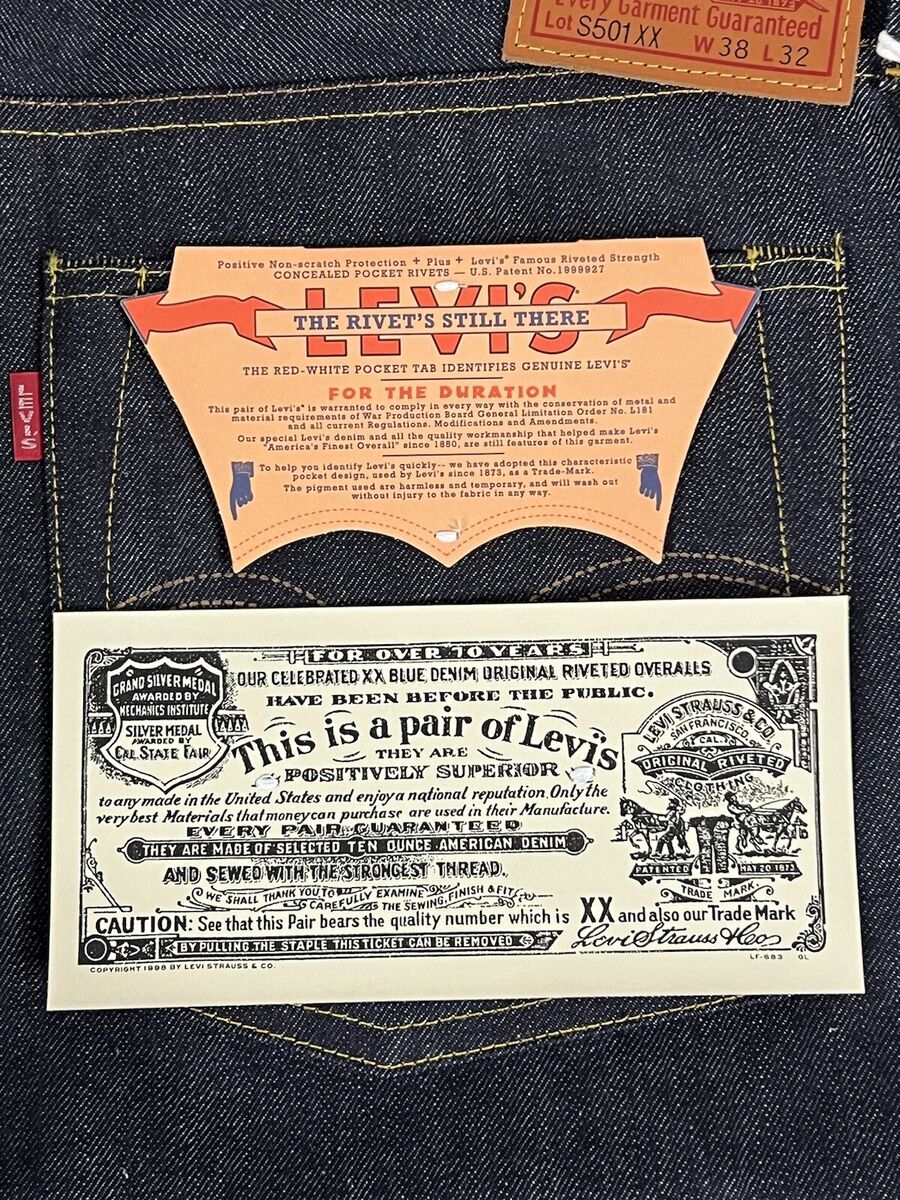 Every Garment Guaranteed
Lot S501XX W38 L32
Positive Non-scratch Protection + Plus + Levi's® Famous Riveted Strength
CONCEALED POCKET RIVETS — U.S. Patent No. 1999927
LEVI'S®
THE RIVET'S STILL THERE
THE RED-WHITE POCKET TAB IDENTIFIES GENUINE LEVI'S®
FOR THE DURATION
This pair of Levi's® is warranted to comply in every way with the conservation of metal and
material requirements of War Production Board General Limitation Order No. L181
and all current Regulations, Modifications and Amendments.
Our special Levi's denim and all the quality workmanship that helped make Levi's
"America's Finest Overall" since 1850, are still features of this garment.
To help you identify Levi's quickly-- we have adopted this characteristic
pocket design, used by Levi's since 1873, as a Trade-Mark.
The pigment used are harmless and temporary, and will wash out
without injury to the fabric in any way.
LEVI'S
FOR OVER 70 YEARS
OUR CELEBRATED XX BLUE DENIM ORIGINAL RIVETED OVERALLS
HAVE BEEN BEFORE THE PUBLIC.
This is a pair of Levi's
THEY ARE
POSITIVELY SUPERIOR
to any made in the United States and enjoy a national reputation. Only the
very best Materials that money can purchase are used in their Manufacture.
EVERY PAIR GUARANTEED
THEY ARE MADE OF SELECTED TEN OUNCE AMERICAN DENIM
AND SEWED WITH THE STRONGEST THREAD.
WE SHALL THANK YOU TO CAREFULLY EXAMINE THE SEWING, FINISH & FIT
CAUTION: See that this Pair bears the quality number which is XX and also our Trade Mark
BY PULLING THE STAPLE THIS TICKET CAN BE REMOVED
Levi Strauss & Co
GRAND SILVER MEDAL
AWARDED BY
MECHANICS INSTITUTE
SILVER MEDAL
AWARDED BY
CAL. STATE FAIR
LEVI STRAUSS & CO.
SAN FRANCISCO.
CAL.
ORIGINAL RIVETED
CLOTHING
PATENTED MAY 20 1873
TRADE MARK.
COPYRIGHT 1998 BY LEVI STRAUSS & CO.
LF-683 GL